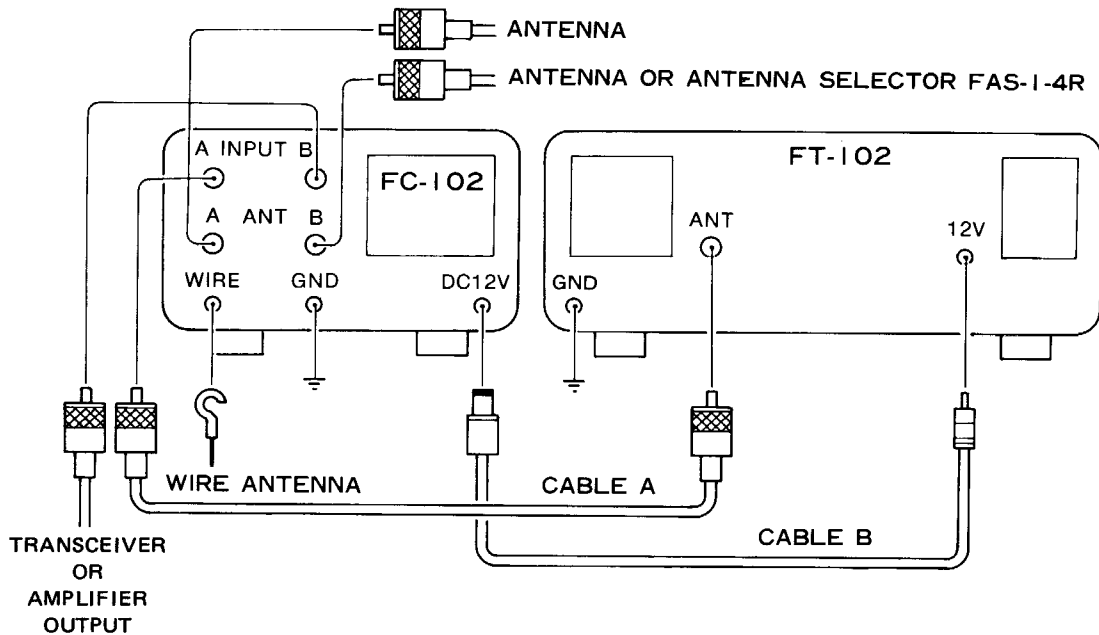 ANTENNA
ANTENNA OR ANTENNA SELECTOR FAS-1-4R
A INPUT B
FC-102
FT-102
A ANT B
ANT
12V
WIRE
GND
DC12V
GND
WIRE ANTENNA
CABLE A
CABLE B
TRANSCEIVER
OR
AMPLIFIER
OUTPUT